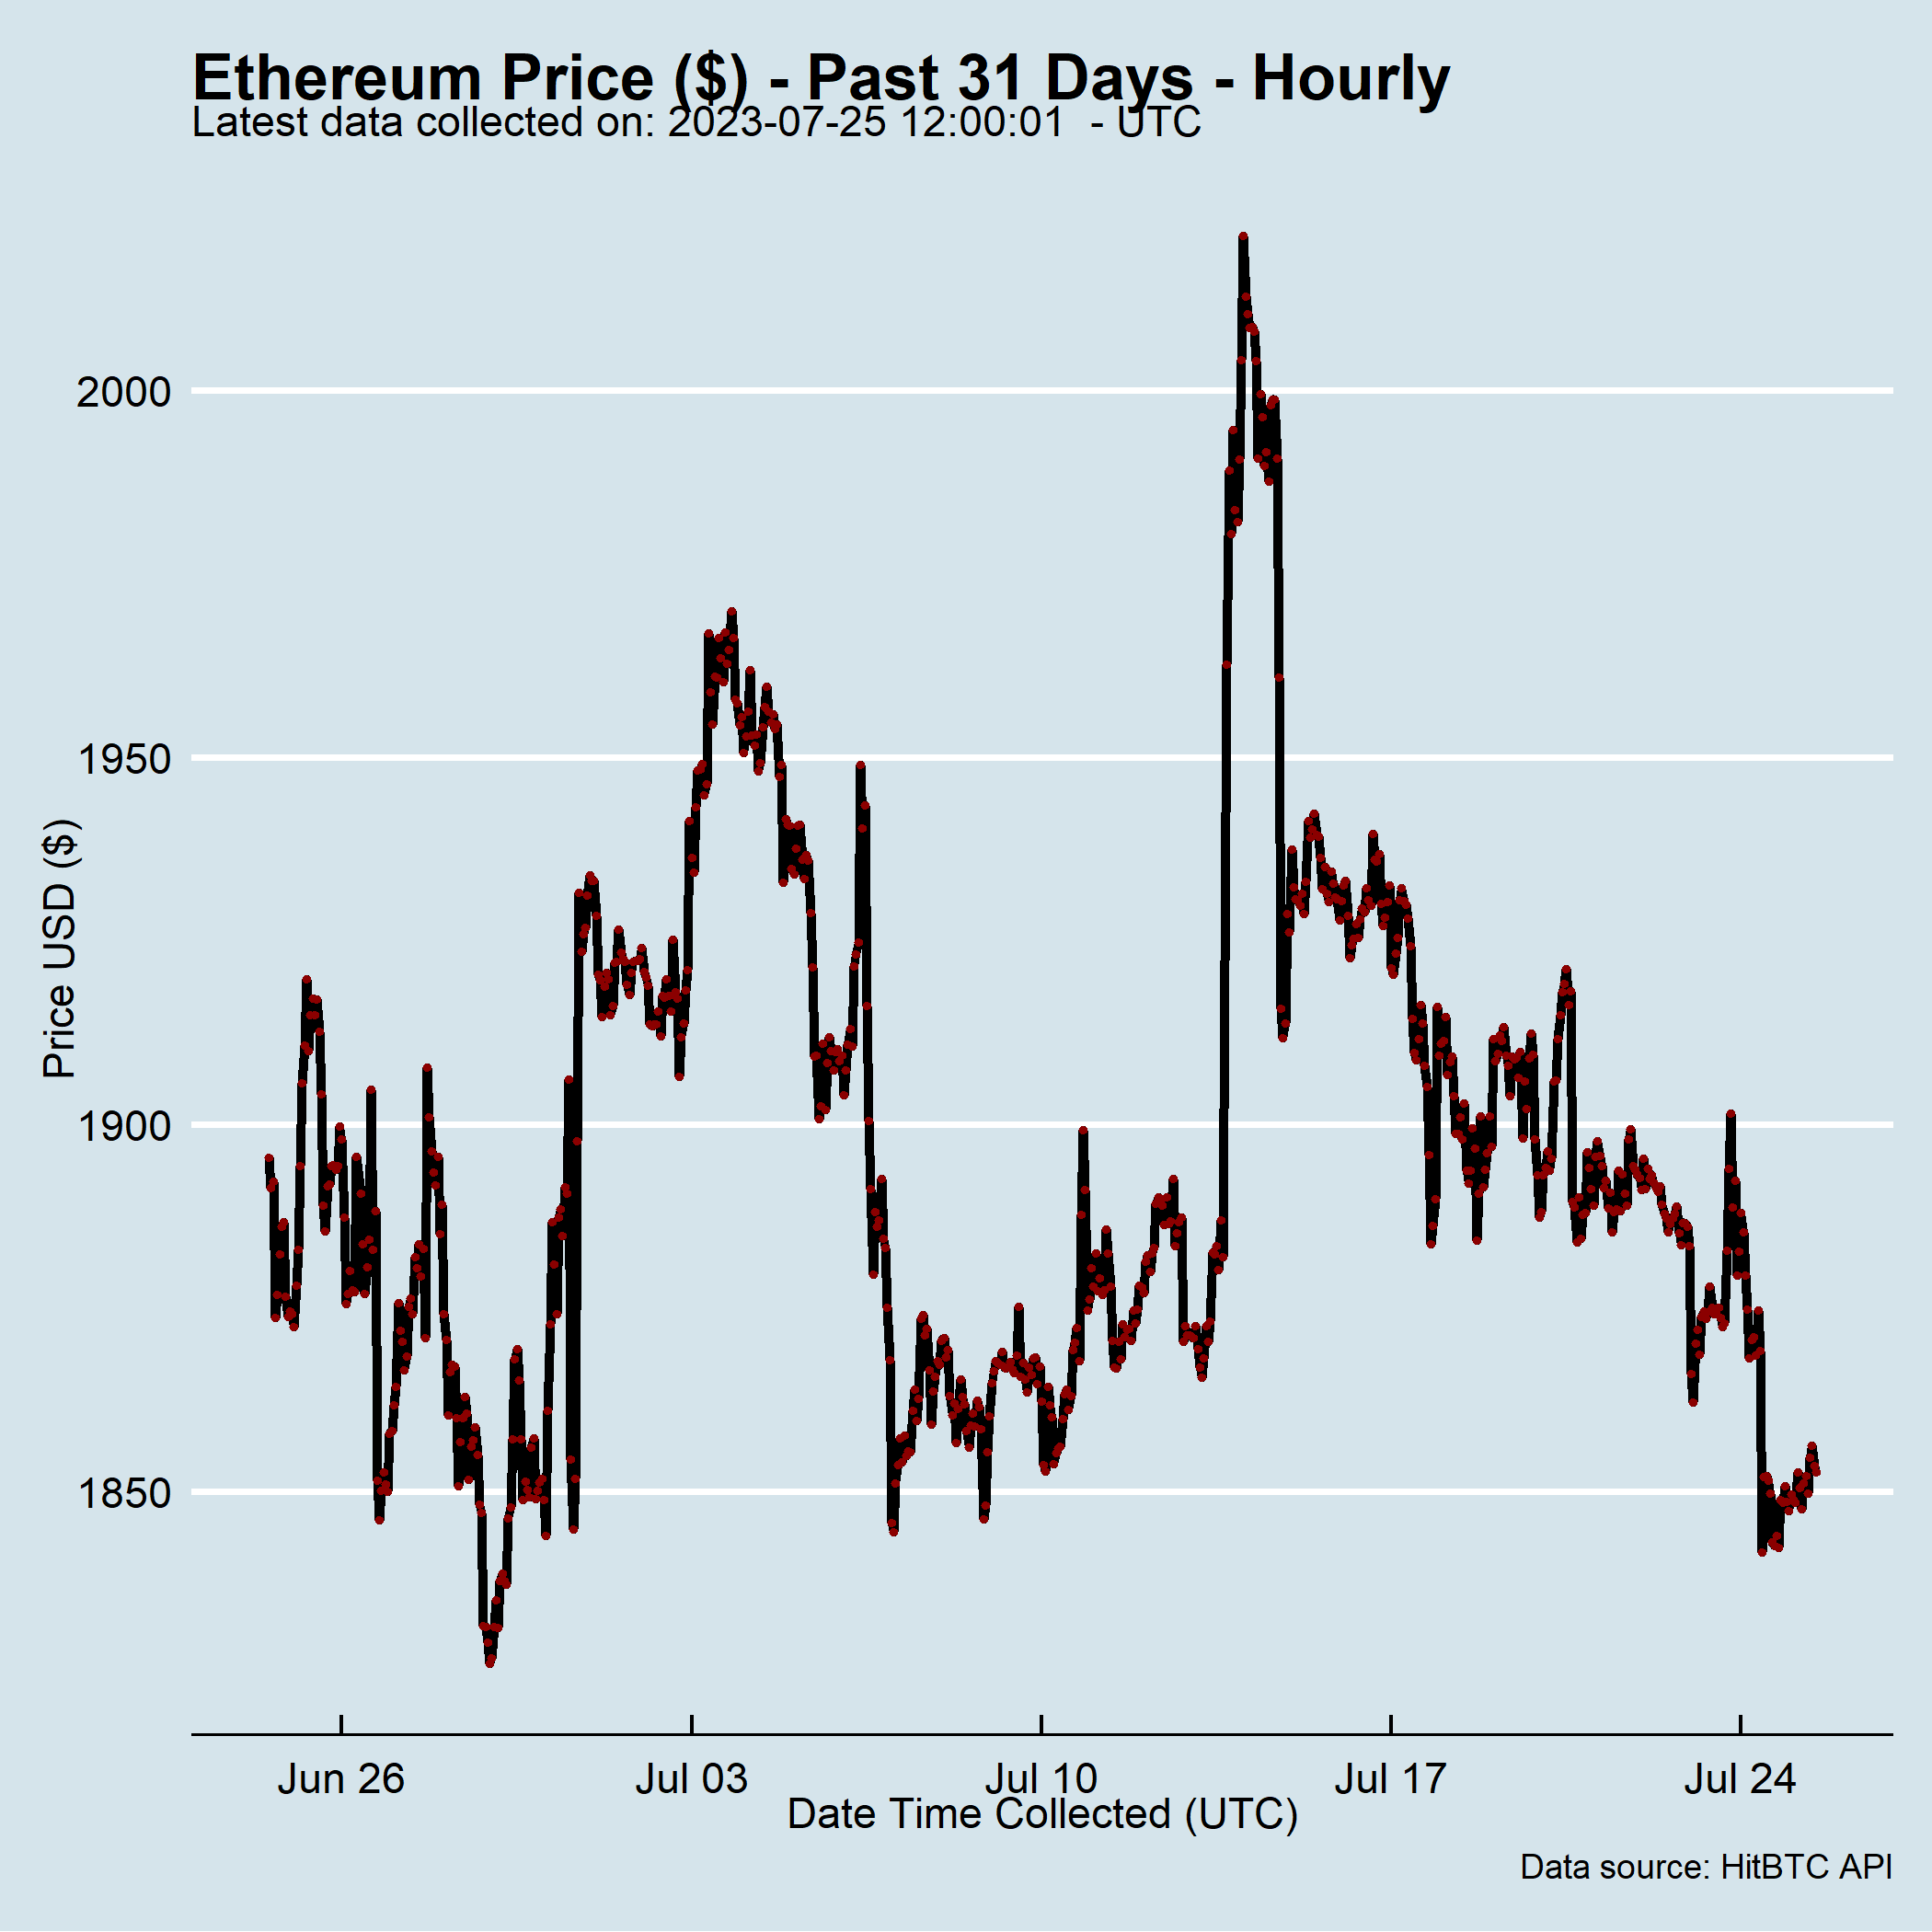 Ethereum Price ($) - Past 31 Days - Hourly
Latest data collected on: 2023-07-25 12:00:01  - UTC
2000
1950
1900
1850
Price USD ($)
Jun 26 Jul 03 Jul 10 Jul 17 Jul 24
Date Time Collected (UTC)
Data source: HitBTC API